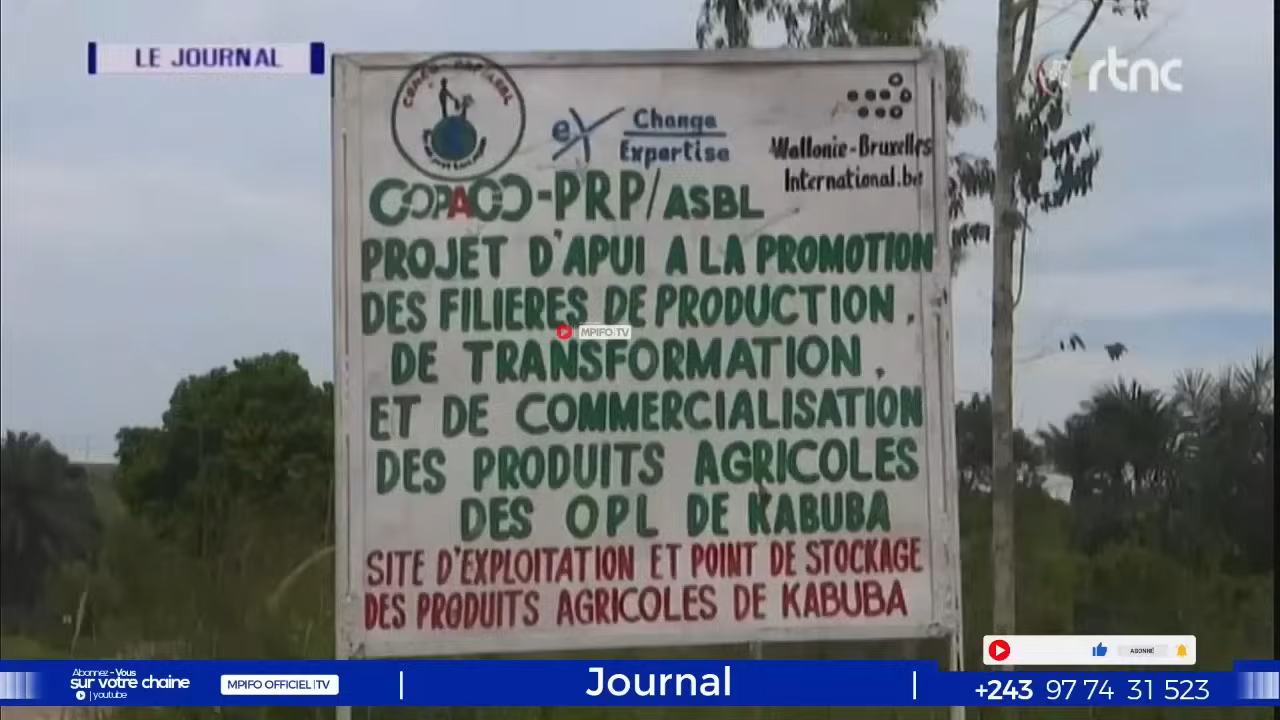 LE JOURNAL
rtnc
eX Change
Expertise
Wallonie-Bruxelles
International.be
COPACO-PRP/ASBL
PROJET D'APUI A LA PROMOTION
DES FILIERES DE PRODUCTION,
MPIFO TV
DE TRANSFORMATION,
ET DE COMMERCIALISATION
DES PRODUITS AGRICOLES
DES OPL DE KABUBA
SITE D'EXPLOITATION ET POINT DE STOCKAGE
DES PRODUITS AGRICOLES DE KABUBA
ABONNÉ
Abonnez-Vous
sur votre chaine
youtube
MPIFO OFFICIEL TV
Journal
+243 97 74 31 523